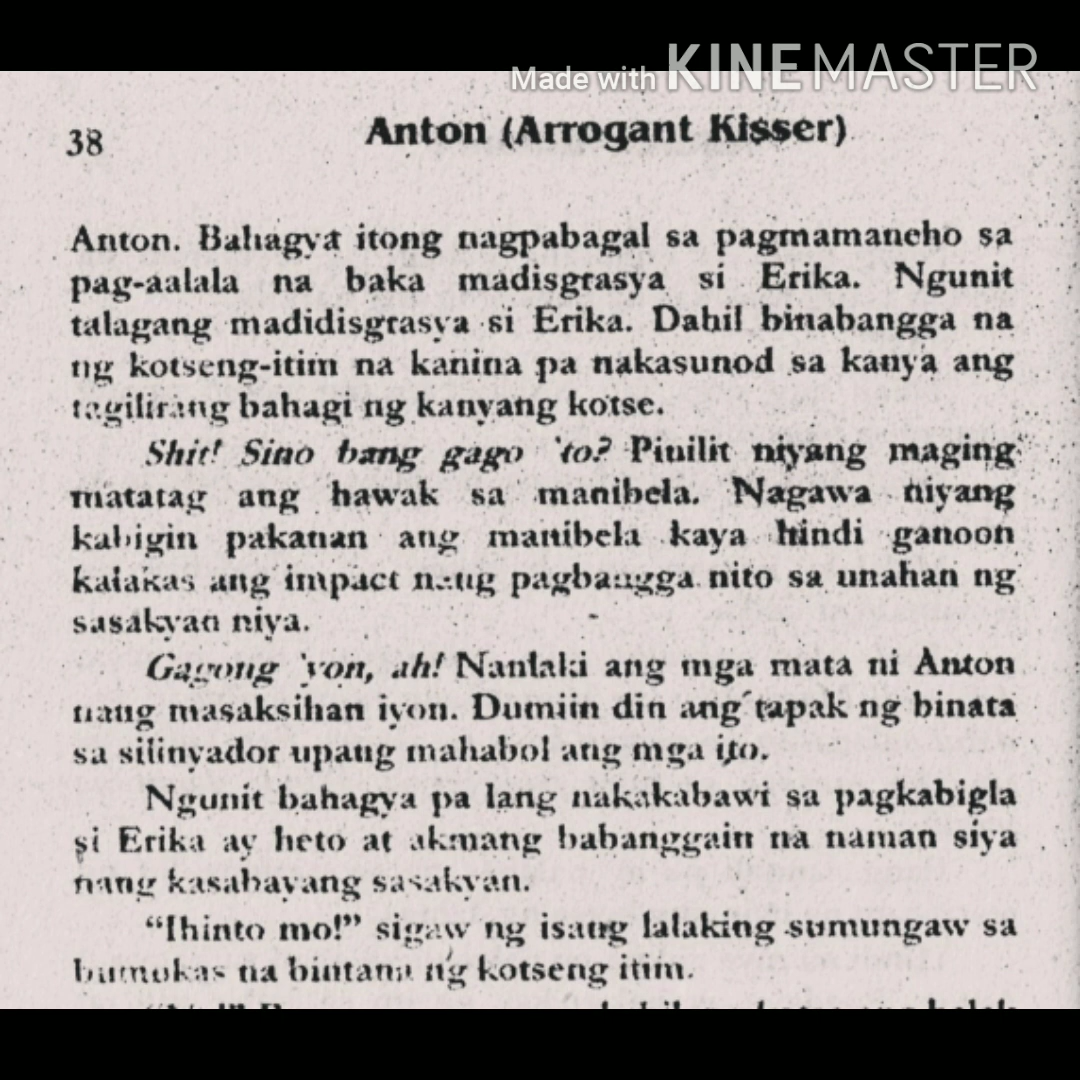 Made with KINEMASTER
38
Anton (Arrogant Kisser)
Anton. Bahagya itong nagpabagal sa pagmamaneho sa
pag-aalala na baka madisgrasya si Erika. Ngunit
talagang madidisgrasya si Erika. Dahil binabangga na
ng kotseng-itim na kanina pa nakasunod sa kanya ang
tagilirang bahagi ng kanyang kotse.
Shit! Sino bang gago 'to? Pinilit niyang maging
matatag ang hawak sa manibela. Nagawa niyang
kabigin pakanan ang manibela kaya hindi ganoon
kalakas ang impact nang pagbangga nito sa unahan ng
sasakyan niya.
Gagong 'yon, ah! Nanlaki ang mga mata ni Anton
nang masaksihan iyon. Dumiin din ang tapak ng binata
sa silinyador upang mahabol ang mga ito.
Ngunit bahagya pa lang nakakabawi sa pagkabigla
si Erika ay heto at akmang babanggain na naman siya
nang kasabayang sasakyan.
“Ihinto mo!” sigaw ng isang lalaking sumungaw sa
bumukas na bintana ng kotseng itim.